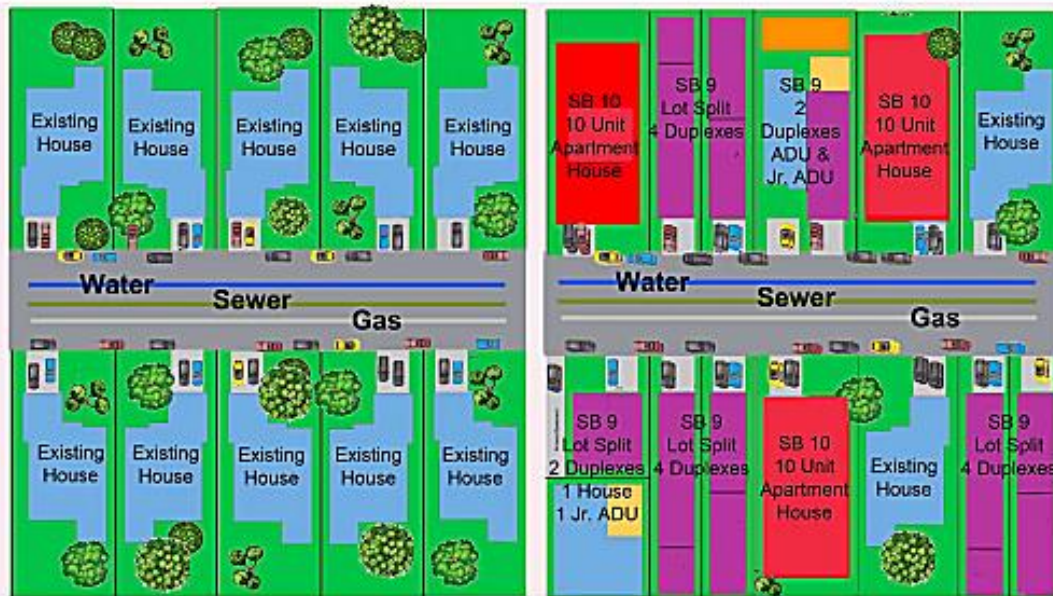 Existing
House
Existing
House
Existing
House
Existing
House
Existing
House
Water
Sewer
Gas
Existing
House
Existing
House
Existing
House
Existing
House
Existing
House
SB 10
10 Unit
Apartment
House
SB 9
Lot Split
4 Duplexes
SB 9
2
Duplexes
ADU &
Jr. ADU
SB 10
10 Unit
Apartment
House
Existing
House
Water
Sewer
Gas
SB 9
Lot Split
2 Duplexes
1 House
1 Jr. ADU
SB 9
Lot Split
4 Duplexes
SB 10
10 Unit
Apartment
House
Existing
House
SB 9
Lot Split
4 Duplexes